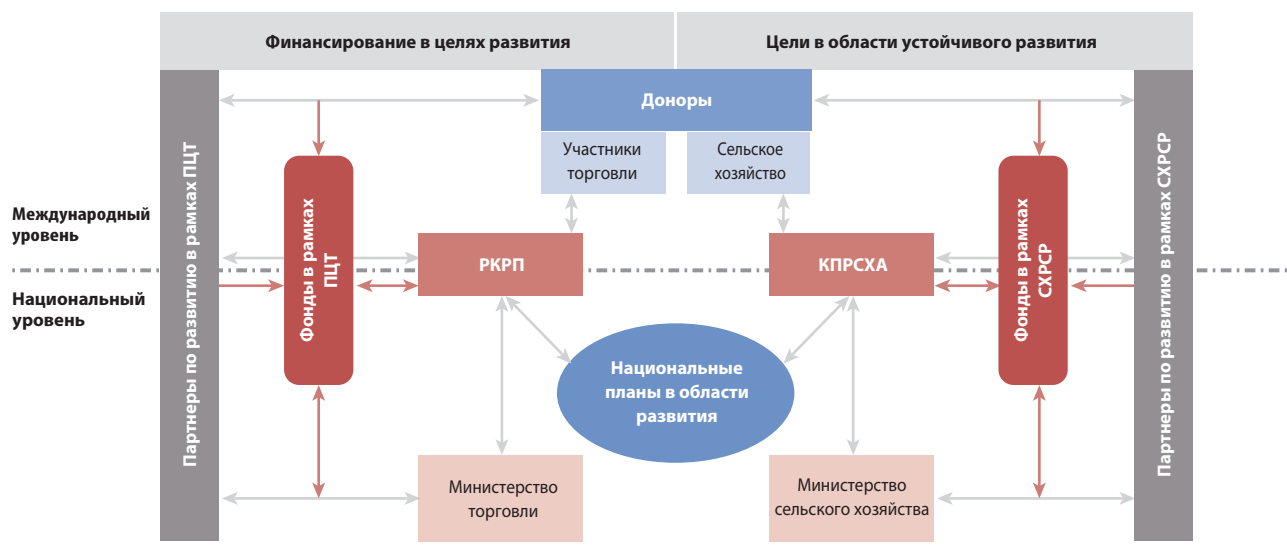 Финансирование в целях развития
Цели в области устойчивого развития
Доноры
Участники
торговли
Сельское
хозяйство
Партнеры по развитию в рамках ПЦТ
Фонды в рамках
ПЦТ
Международный
уровень
РКРП
КПРСХА
Фонды в рамках
СХРСР
Партнеры по развитию в рамках СХРСР
Национальный
уровень
Национальные
планы в области
развития
Министерство
торговли
Министерство
сельского хозяйства